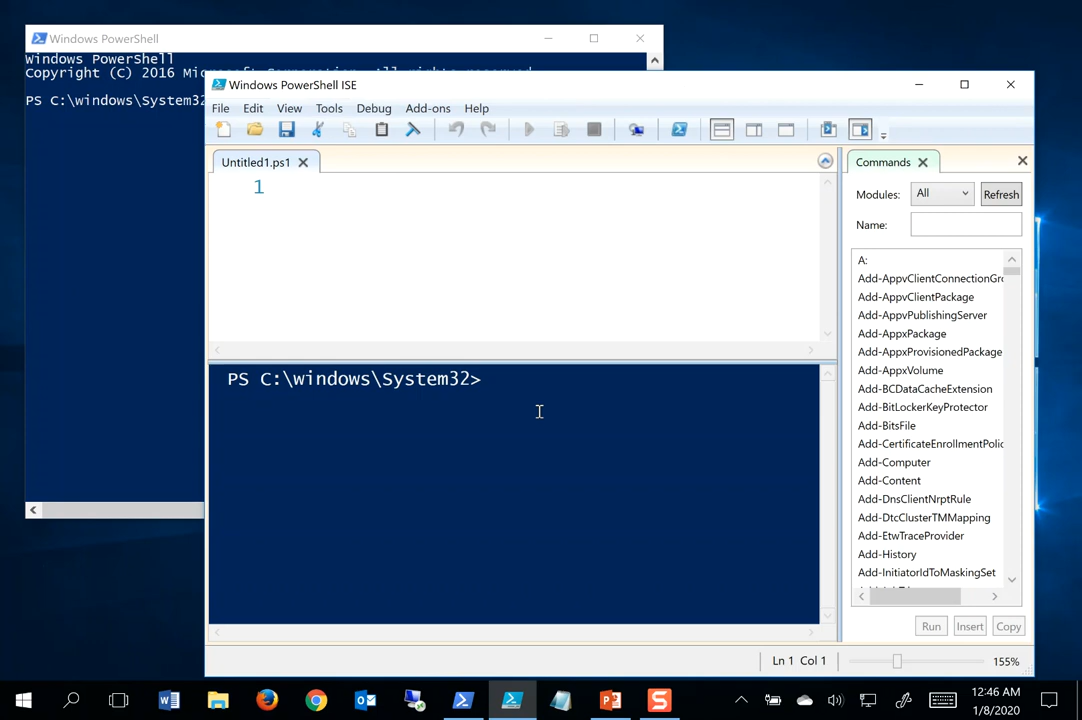 Windows PowerShell
Windows PowerShell
Copyright (C) 2016
PS C:\windows\System32
Windows PowerShell ISE
File Edit View Tools Debug Add-ons Help
Untitled1.ps1
1
PS C:\windows\System32>
Commands
Modules: All Refresh
Name:
A:
Add-AppvClientConnectionGro
Add-AppvClientPackage
Add-AppvPublishingServer
Add-AppxPackage
Add-AppxProvisionedPackage
Add-AppxVolume
Add-BCDataCacheExtension
Add-BitLockerKeyProtector
Add-BitsFile
Add-CertificateEnrollmentPolic
Add-Computer
Add-Content
Add-DnsClientNrptRule
Add-DtcClusterTMMapping
Add-EtwTraceProvider
Add-History
Add-InitiatorIdToMaskingSet
Run Insert Copy
Ln 1 Col 1 155%
12:46 AM
1/8/2020